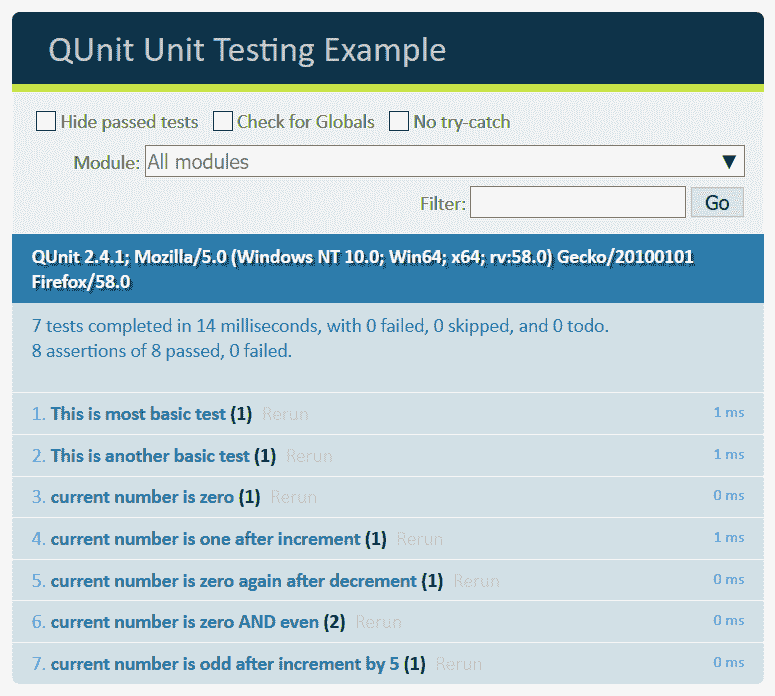 QUnit Unit Testing Example
Hide passed tests Check for Globals No try-catch
Module: All modules ▼
Filter: Go
QUnit 2.4.1; Mozilla/5.0 (Windows NT 10.0; Win64; x64; rv:58.0) Gecko/20100101
Firefox/58.0
7 tests completed in 14 milliseconds, with 0 failed, 0 skipped, and 0 todo.
8 assertions of 8 passed, 0 failed.
1. This is most basic test (1) Rerun 1 ms
2. This is another basic test (1) Rerun 1 ms
3. current number is zero (1) Rerun 0 ms
4. current number is one after increment (1) Rerun 1 ms
5. current number is zero again after decrement (1) Rerun 0 ms
6. current number is zero AND even (2) Rerun 0 ms
7. current number is odd after increment by 5 (1) Rerun 0 ms